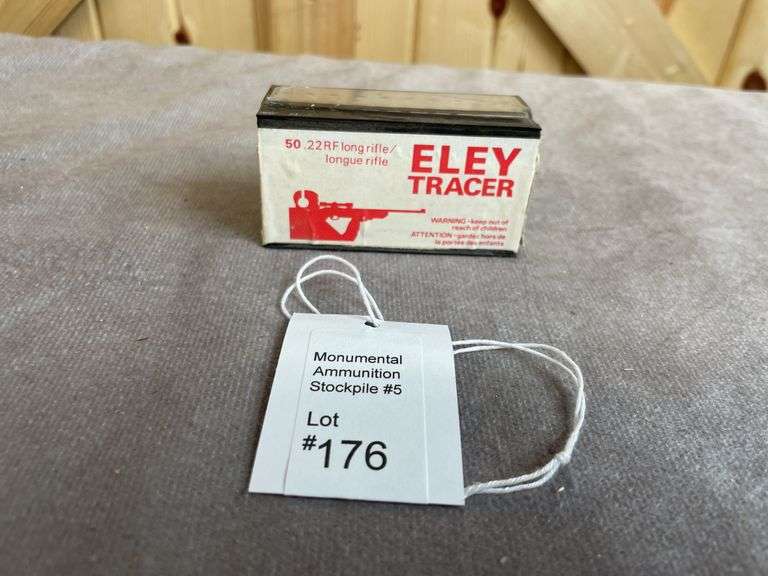 50 .22RF long rifle/
longue rifle
ELEY
TRACER
WARNING -keep out of
reach of children
ATTENTION -gardez hors de
la portée des enfants
Monumental
Ammunition
Stockpile #5
Lot
#176